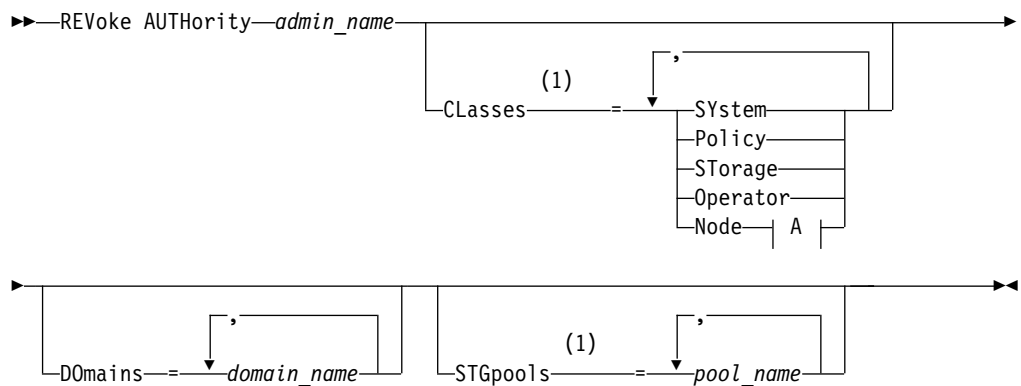 REVoke AUTHority admin_name
,
(1)
CLasses = SYstem
Policy
STorage
Operator
Node A
, ,
(1)
DOmains = domain_name STGpools = pool_name